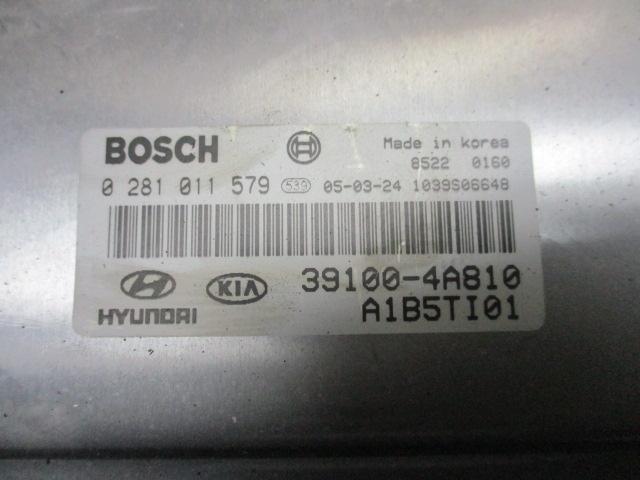 BOSCH Made in korea
8522 0160
0 281 011 579 539 05-03-24 1039S06648
KIA 39100-4A810
HYUNDAI A1B5TI01